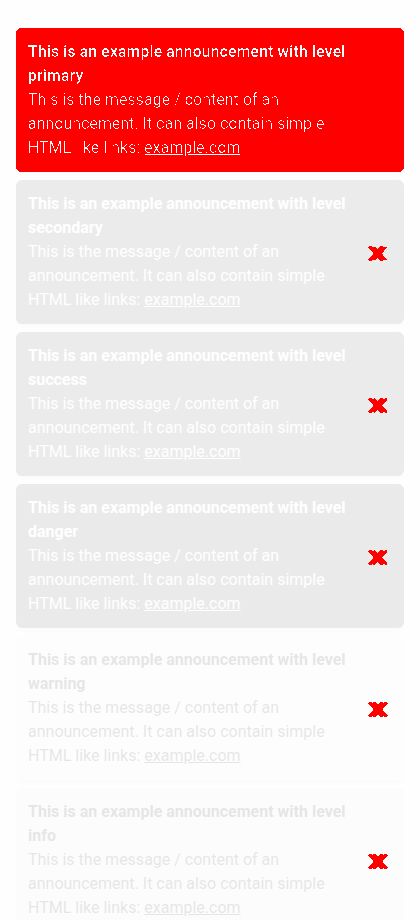 This is an example announcement with level
primary
This is the message / content of an
announcement. It can also contain simple
HTML like links: example.com
This is an example announcement with level
secondary
This is the message / content of an
announcement. It can also contain simple
HTML like links: example.com
This is an example announcement with level
success
This is the message / content of an
announcement. It can also contain simple
HTML like links: example.com
This is an example announcement with level
danger
This is the message / content of an
announcement. It can also contain simple
HTML like links: example.com
This is an example announcement with level
warning
This is the message / content of an
announcement. It can also contain simple
HTML like links: example.com
This is an example announcement with level
info
This is the message / content of an
announcement. It can also contain simple
HTML like links: example.com